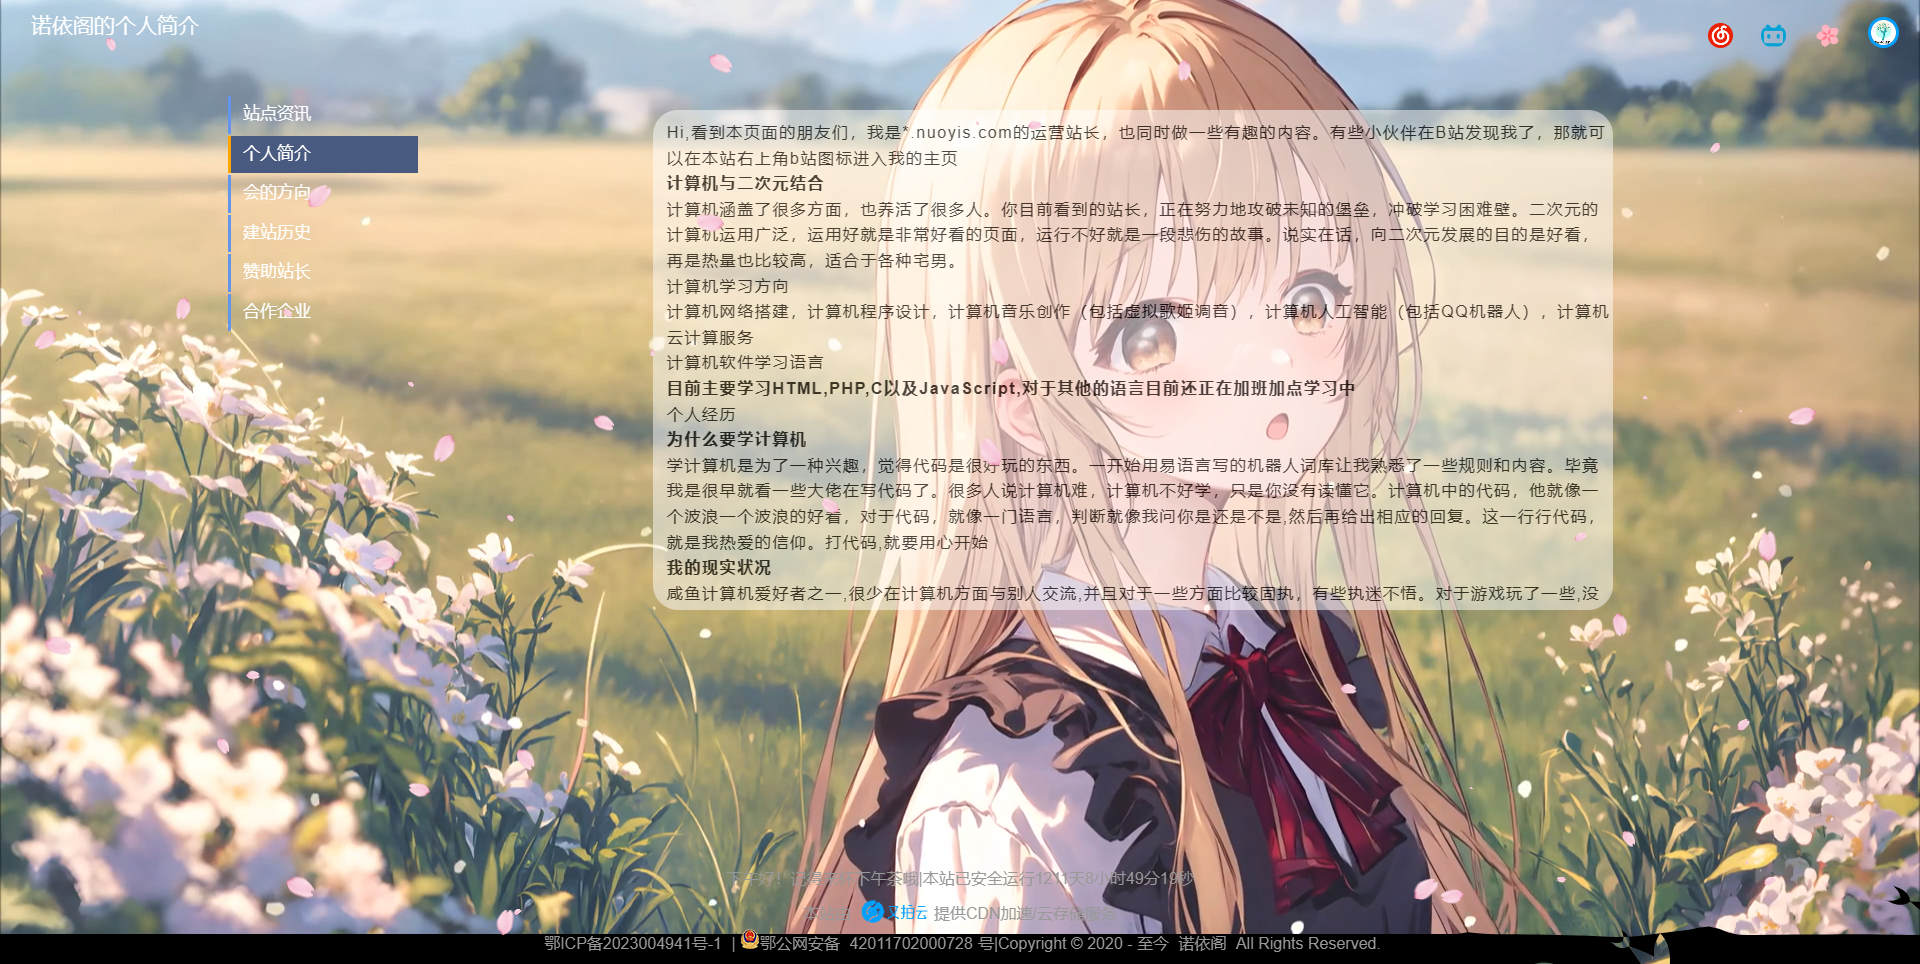 诺依阁的个人简介
站点资讯
个人简介
会的方向
建站历史
赞助站长
合作企业
Hi,看到本页面的朋友们，我是*.nuoyis.com的运营站长，也同时做一些有趣的内容。有些小伙伴在B站发现我了，那就可
以在本站右上角b站图标进入我的主页
计算机与二次元结合
计算机涵盖了很多方面，也养活了很多人。你目前看到的站长，正在努力地攻破未知的堡垒，冲破学习困难壁。二次元的
计算机运用广泛，运用好就是非常好看的页面，运行不好就是一段悲伤的故事。说实在话，向二次元发展的目的是好看，
再是热量也比较高，适合于各种宅男。
计算机学习方向
计算机网络搭建，计算机程序设计，计算机音乐创作（包括虚拟歌姬调音），计算机人工智能（包括QQ机器人），计算机
云计算服务
计算机软件学习语言
目前主要学习HTML,PHP,C以及JavaScript,对于其他的语言目前还正在加班加点学习中
个人经历
为什么要学计算机
学计算机是为了一种兴趣，觉得代码是很好玩的东西。一开始用易语言写的机器人词库让我熟悉了一些规则和内容。毕竟
我是很早就看一些大佬在写代码了。很多人说计算机难，计算机不好学，只是你没有读懂它。计算机中的代码，他就像一
个波浪一个波浪的好看，对于代码，就像一门语言，判断就像我问你是还是不是,然后再给出相应的回复。这一行行代码，
就是我热爱的信仰。打代码,就要用心开始
我的现实状况
咸鱼计算机爱好者之一,很少在计算机方面与别人交流,并且对于一些方面比较固执，有些执迷不悟。对于游戏玩了一些,没
下午好！记得来杯下午茶哦|本站已安全运行1211天8小时49分19秒
又拍云 提供CDN加速/云存储服务
鄂ICP备2023004941号-1 | 鄂公网安备 42011702000728 号|Copyright © 2020 - 至今 诺依阁 All Rights Reserved.